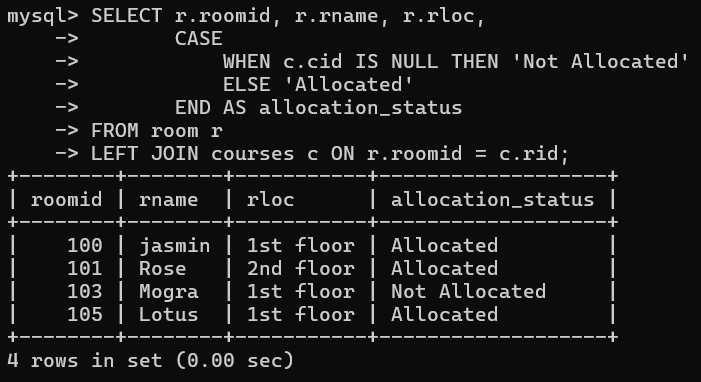 mysql> SELECT r.roomid, r.rname, r.rloc,
    ->        CASE
    ->            WHEN c.cid IS NULL THEN 'Not Allocated'
    ->            ELSE 'Allocated'
    ->        END AS allocation_status
    -> FROM room r
    -> LEFT JOIN courses c ON r.roomid = c.rid;
+--------+--------+-----------+-------------------+
| roomid | rname  | rloc      | allocation_status |
+--------+--------+-----------+-------------------+
|    100 | jasmin | 1st floor | Allocated         |
|    101 | Rose   | 2nd floor | Allocated         |
|    103 | Mogra  | 1st floor | Not Allocated     |
|    105 | Lotus  | 1st floor | Allocated         |
+--------+--------+-----------+-------------------+
4 rows in set (0.00 sec)